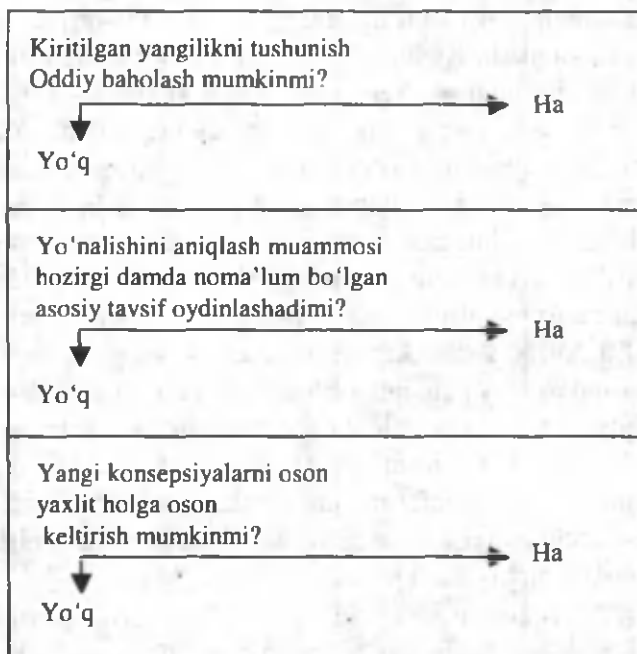 Kiritilgan yangilikni tushunish
Oddiy baholash mumkinmi?
Ha
Yo‘q
Yo‘nalishini aniqlash muammosi
hozirgi damda noma’lum bo‘lgan
asosiy tavsif oydinlashadimi?
Ha
Yo‘q
Yangi konsepsiyalarni oson
yaxlit holga oson
keltirish mumkinmi?
Ha
Yo‘q